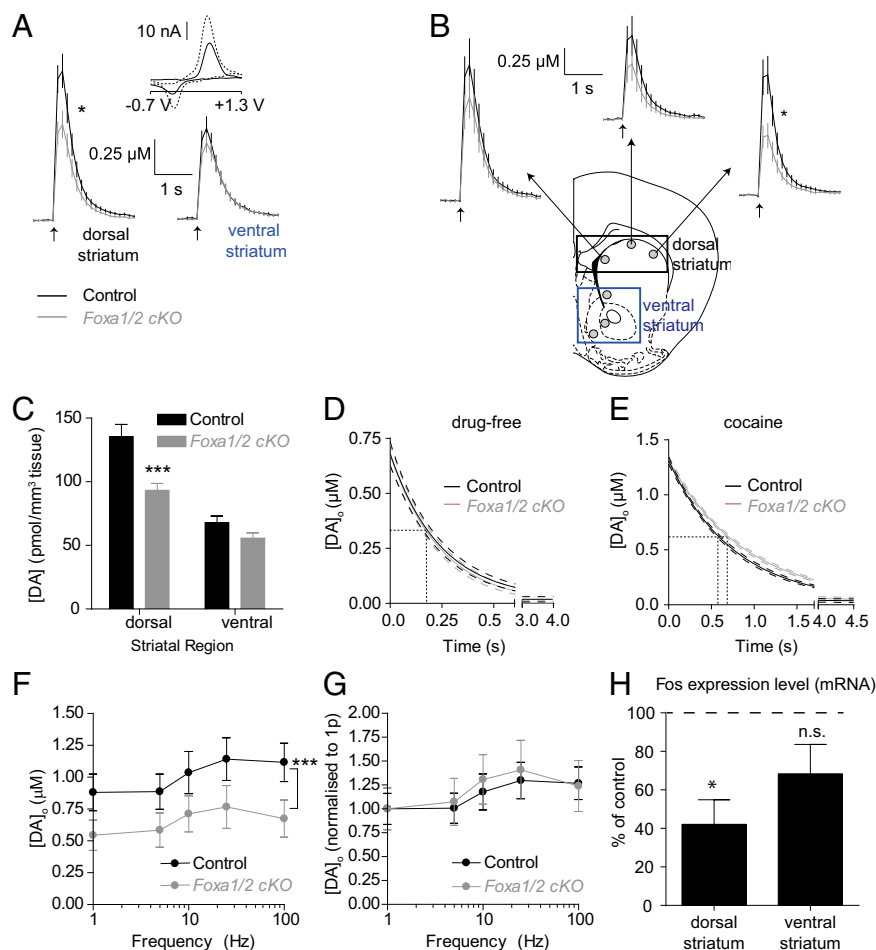 A
10 nA
-0.7 V
+1.3 V
*
0.25 µM
1 s
dorsal
striatum
ventral
striatum
Control
Foxa1/2 cKO
B
0.25 µM
1 s
*
dorsal
striatum
ventral
striatum
C
[DA] (pmol/mm³ tissue)
150
100
50
0
Control
Foxa1/2 cKO
***
dorsal
ventral
Striatal Region
D
drug-free
[DA]o (µM)
0.75
0.50
0.25
0.00
Control
Foxa1/2 cKO
0.0 0.25 0.5 3.0 4.0
Time (s)
E
cocaine
[DA]o (µM)
1.5
1.0
0.5
0.0
Control
Foxa1/2 cKO
0.0 0.5 1.0 1.5 4.0 4.5
Time (s)
F
[DA]o (µM)
1.50
1.25
1.00
0.75
0.50
0.25
0.00
***
Control
Foxa1/2 cKO
1 10 100
Frequency (Hz)
G
[DA]o (normalised to 1p)
2.00
1.75
1.50
1.25
1.00
0.75
0.50
0.25
0.00
Control
Foxa1/2 cKO
1 10 100
Frequency (Hz)
H
Fos expression level (mRNA)
% of control
100
80
60
40
20
0
*
n.s.
dorsal
striatum
ventral
striatum